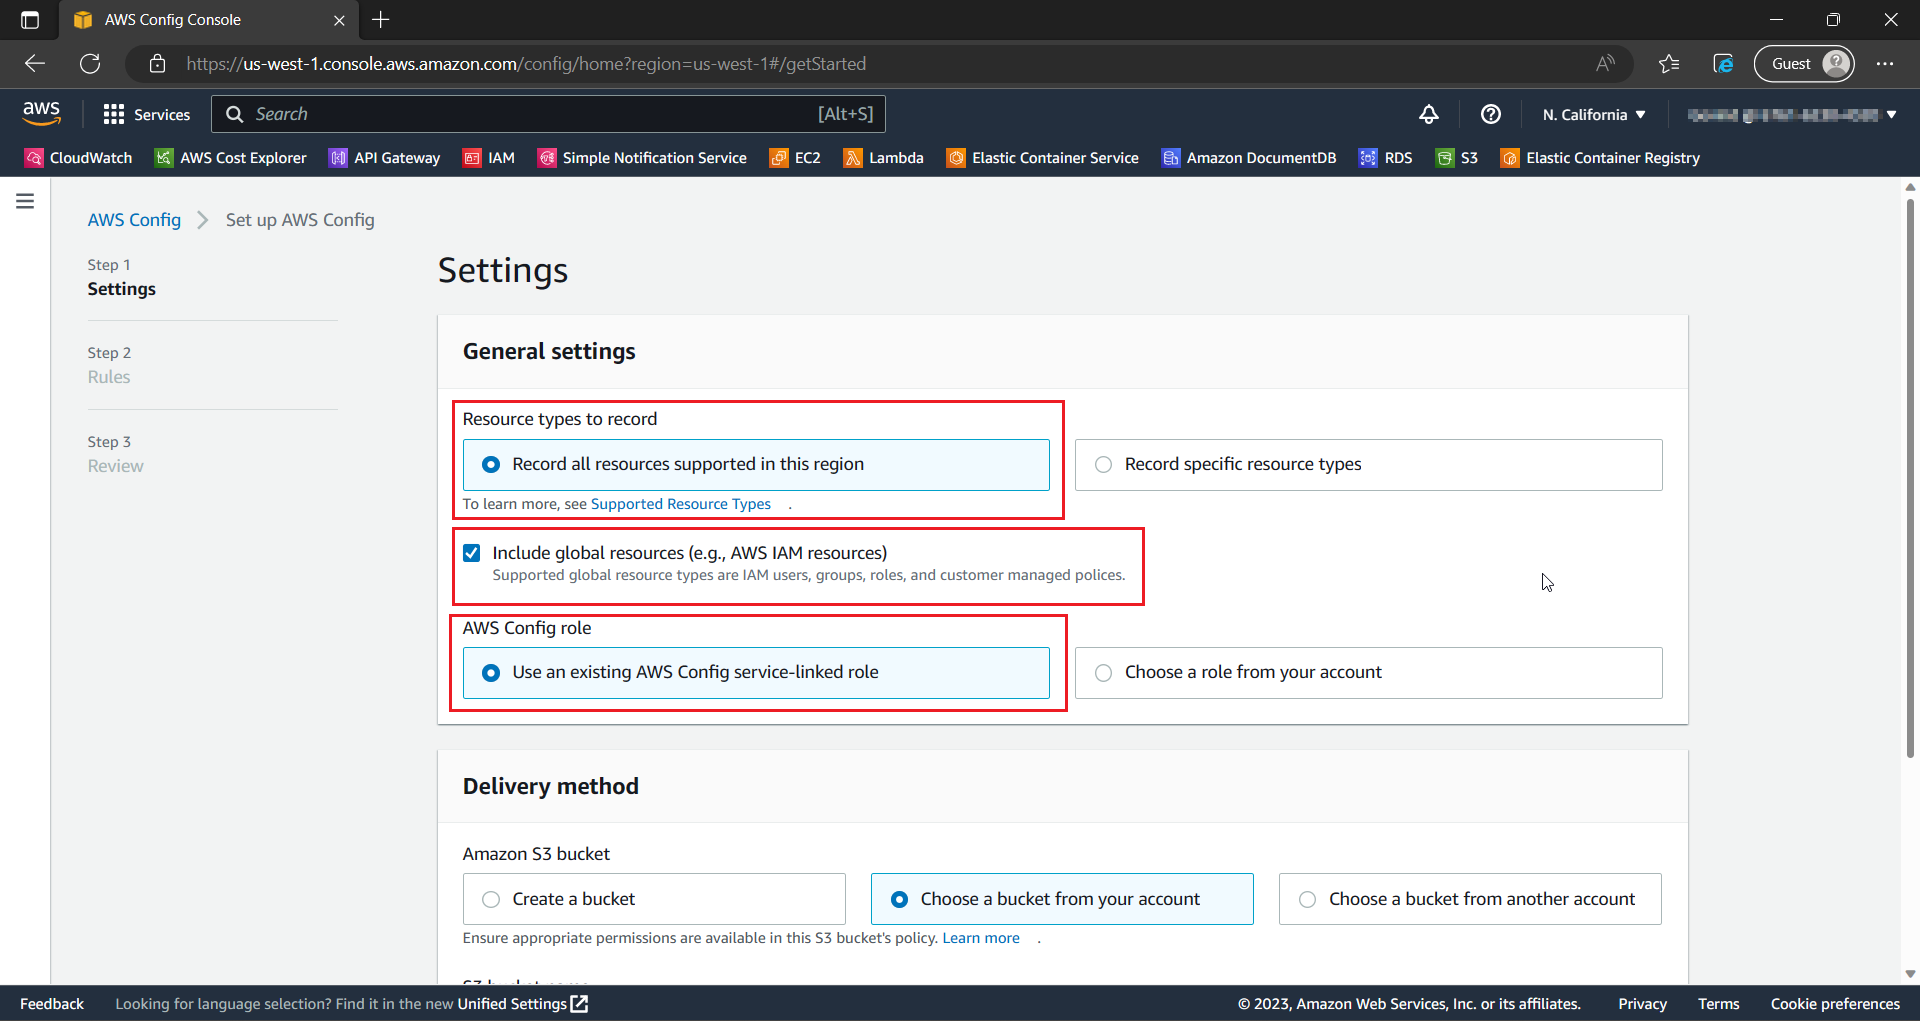 AWS Config Console
https://us-west-1.console.aws.amazon.com/config/home?region=us-west-1#/getStarted
Guest
aws
Services
Search
[Alt+S]
N. California
CloudWatch
AWS Cost Explorer
API Gateway
IAM
Simple Notification Service
EC2
Lambda
Elastic Container Service
Amazon DocumentDB
RDS
S3
Elastic Container Registry
AWS Config
Set up AWS Config
Step 1
Settings
Step 2
Rules
Step 3
Review
Settings
General settings
Resource types to record
Record all resources supported in this region
Record specific resource types
To learn more, see Supported Resource Types .
Include global resources (e.g., AWS IAM resources)
Supported global resource types are IAM users, groups, roles, and customer managed polices.
AWS Config role
Use an existing AWS Config service-linked role
Choose a role from your account
Delivery method
Amazon S3 bucket
Create a bucket
Choose a bucket from your account
Choose a bucket from another account
Ensure appropriate permissions are available in this S3 bucket's policy. Learn more .
Feedback
Looking for language selection? Find it in the new Unified Settings
© 2023, Amazon Web Services, Inc. or its affiliates.
Privacy
Terms
Cookie preferences